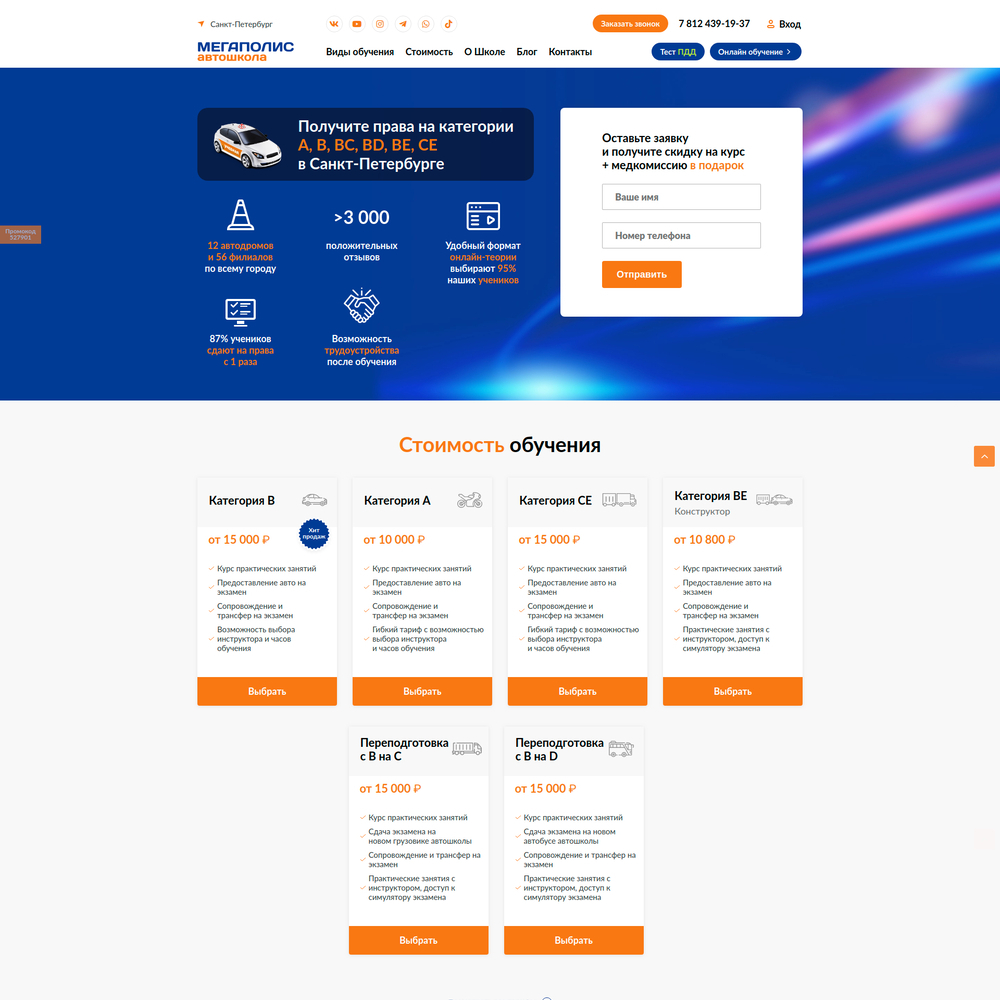 Санкт-Петербург
Заказать звонок
7 812 439-19-37
Вход
МЕГАПОЛИС
автошкола
Виды обучения
Стоимость
О Школе
Блог
Контакты
Тест ПДД
Онлайн обучение
Получите права на категории
A, B, BC, BD, BE, CE
в Санкт-Петербурге
Оставьте заявку
и получите скидку на курс
+ медкомиссию в подарок
Ваше имя
Номер телефона
Отправить
Промокод
527901
12 автодромов
и 56 филиалов
по всему городу
>3 000
положительных
отзывов
Удобный формат
онлайн-теории
выбирают 95%
наших учеников
87% учеников
сдают на права
с 1 раза
Возможность
трудоустройства
после обучения
Стоимость обучения
Категория B
Хит
продаж
от 15 000 ₽
Курс практических занятий
Предоставление авто на
экзамен
Сопровождение и
трансфер на экзамен
Возможность выбора
инструктора и часов
обучения
Выбрать
Категория A
от 10 000 ₽
Курс практических занятий
Предоставление авто на
экзамен
Сопровождение и
трансфер на экзамен
Гибкий тариф с возможностью
выбора инструктора
и часов обучения
Выбрать
Категория CE
от 15 000 ₽
Курс практических занятий
Предоставление авто на
экзамен
Сопровождение и
трансфер на экзамен
Гибкий тариф с возможностью
выбора инструктора
и часов обучения
Выбрать
Категория BE
Конструктор
от 10 800 ₽
Курс практических занятий
Предоставление авто на
экзамен
Сопровождение и
трансфер на экзамен
Практические занятия с
инструктором, доступ к
симулятору экзамена
Выбрать
Переподготовка
с B на C
от 15 000 ₽
Курс практических занятий
Сдача экзамена на
новом грузовике автошколы
Сопровождение и трансфер на
экзамен
Практические занятия с
инструктором, доступ к
симулятору экзамена
Выбрать
Переподготовка
с B на D
от 15 000 ₽
Курс практических занятий
Сдача экзамена на новом
автобусе автошколы
Сопровождение и трансфер на
экзамен
Практические занятия с
инструктором, доступ к
симулятору экзамена
Выбрать